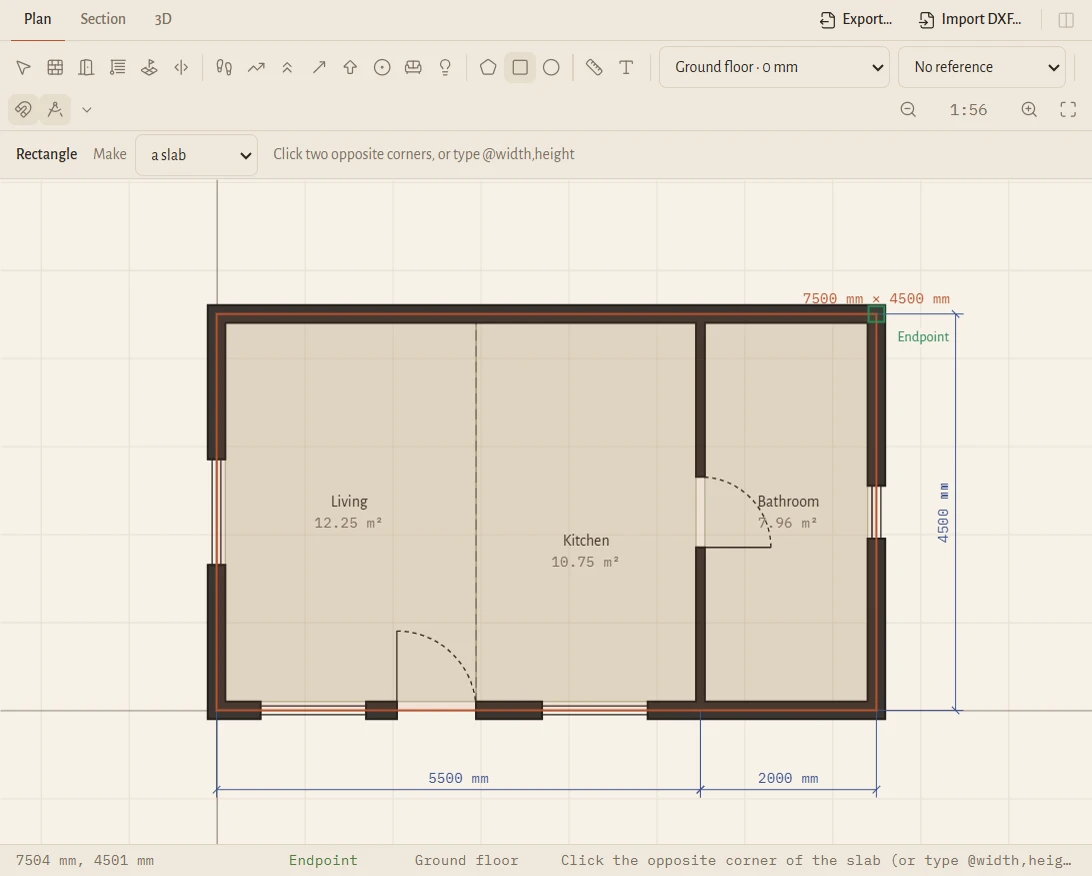 Plan Section 3D Export... Import DXF...
Ground floor · 0 mm No reference
1:56
Rectangle Make a slab Click two opposite corners, or type @width,height
7500 mm × 4500 mm
Endpoint
Living
12.25 m²
Kitchen
10.75 m²
Bathroom
7.96 m²
4500 mm
5500 mm
2000 mm
7504 mm, 4501 mm Endpoint Ground floor Click the opposite corner of the slab (or type @width,heig…